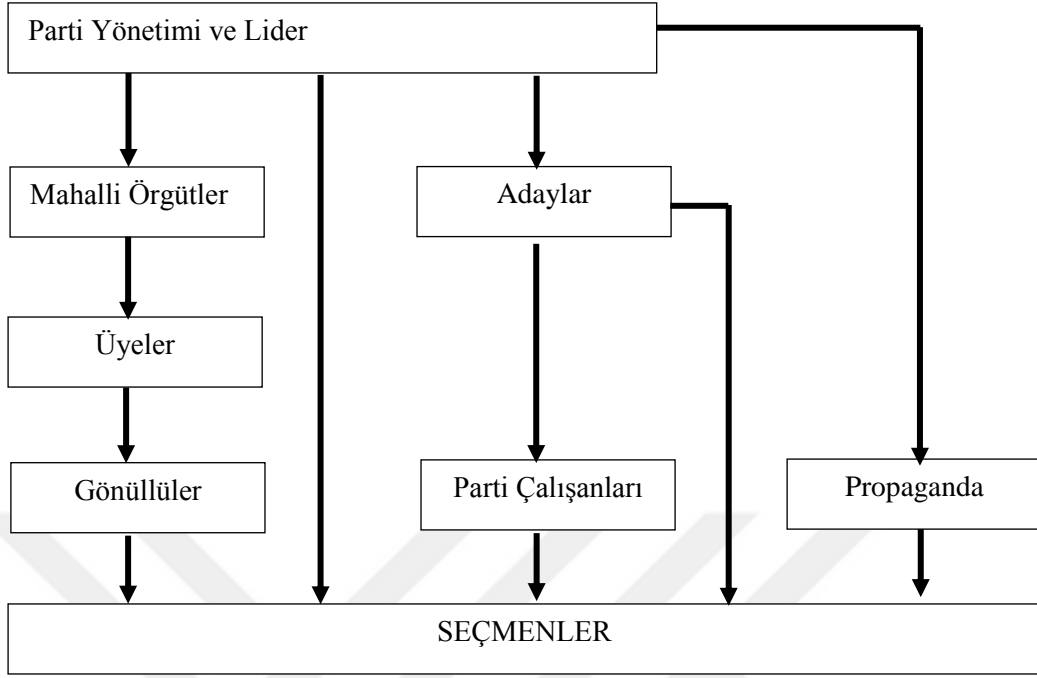 Parti Yönetimi ve Lider
Mahalli Örgütler
Adaylar
Üyeler
Gönüllüler
Parti Çalışanları
Propaganda
SEÇMENLER